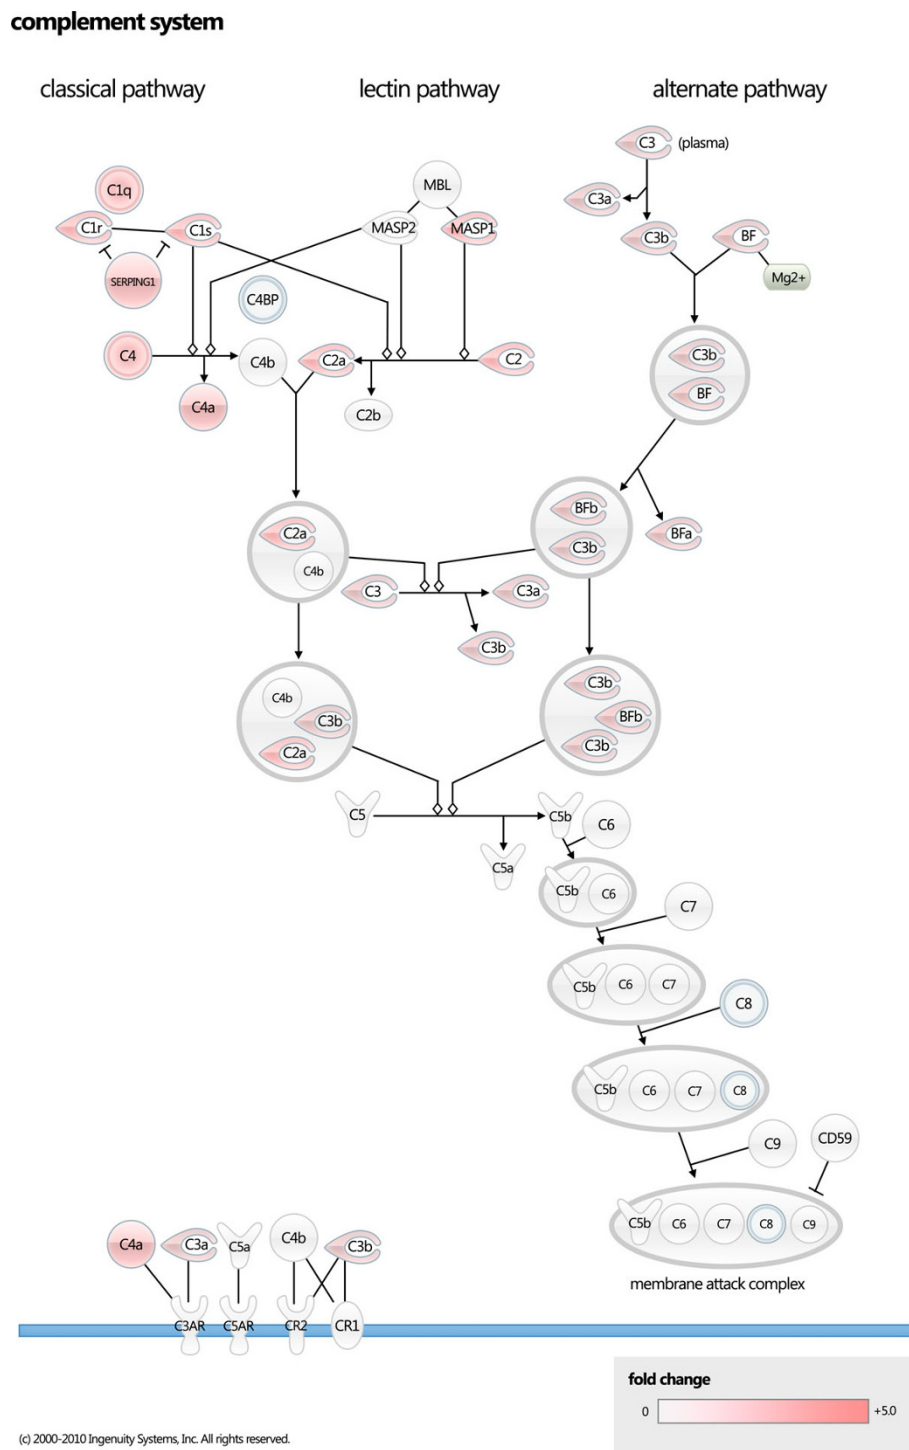 complement system
classical pathway
lectin pathway
alternate pathway
C3
(plasma)
C1q
MBL
C3a
C1r
C1s
MASP2
MASP1
C3b
BF
SERPING1
Mg2+
C4BP
C4
C4b
C2a
C2
C3b
C4a
C2b
BF
C2a
BFb
BFa
C4b
C3b
C3
C3a
C3b
C4b
C3b
C3b
BFb
C2a
C3b
C5
C5b
C6
C5a
C5b
C6
C7
C5b
C6
C7
C8
C5b
C6
C7
C8
C9
CD59
C5b
C6
C7
C8
C9
membrane attack complex
C4a
C3a
C5a
C4b
C3b
C3AR
C5AR
CR2
CR1
fold change
0
+5.0
(c) 2000-2010 Ingenuity Systems, Inc. All rights reserved.